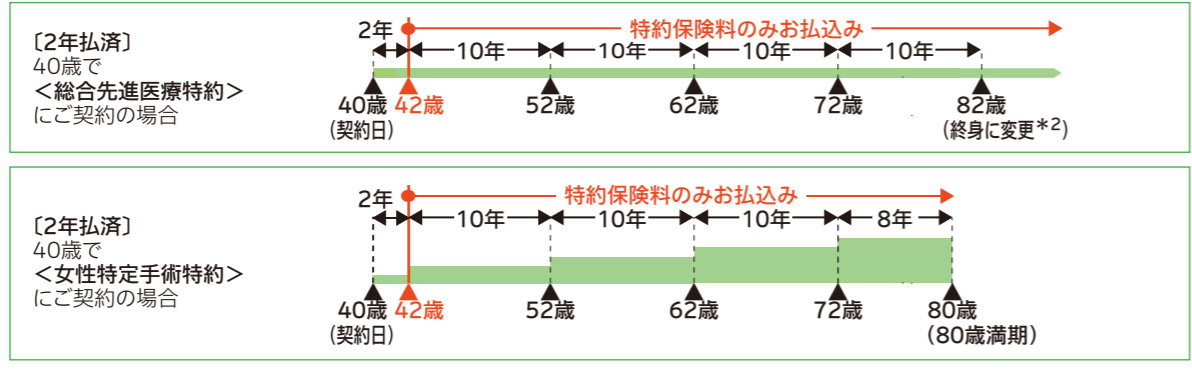 〔2年払済〕
40歳で
<総合先進医療特約>
にご契約の場合
2年
特約保険料のみお払込み
10年 10年 10年 10年
40歳 42歳 52歳 62歳 72歳 82歳
(契約日) (終身に変更*2)
〔2年払済〕
40歳で
<女性特定手術特約>
にご契約の場合
2年
特約保険料のみお払込み
10年 10年 10年 8年
40歳 42歳 52歳 62歳 72歳 80歳
(契約日) (80歳満期)